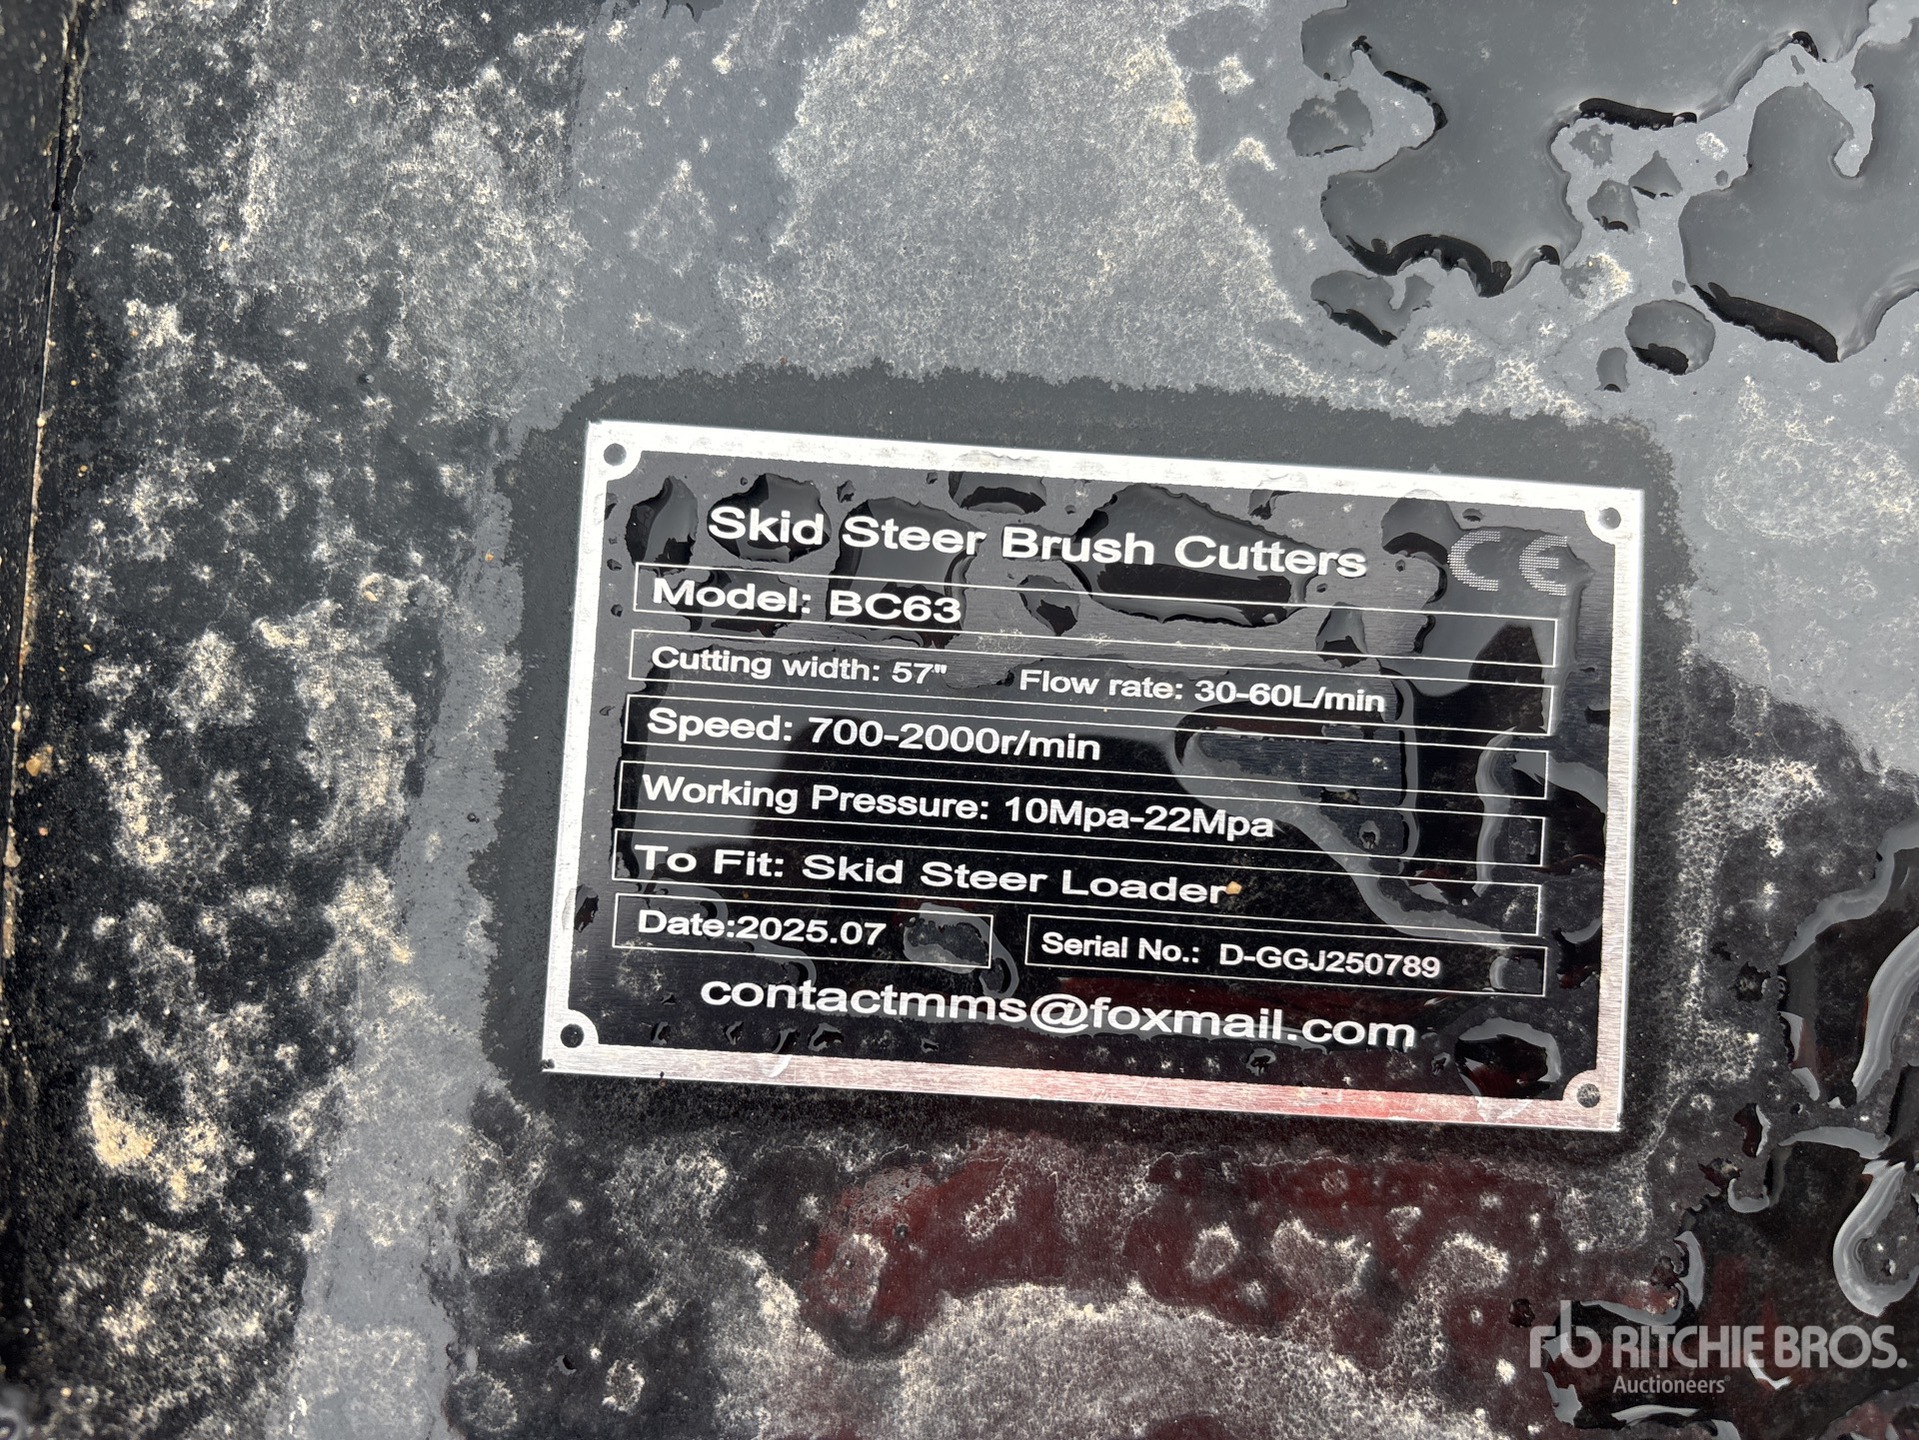 Skid Steer Brush Cutters CE
Model: BC63
Cutting width: 57" Flow rate: 30-60L/min
Speed: 700-2000r/min
Working Pressure: 10Mpa-22Mpa
To Fit: Skid Steer Loader
Date:2025.07 Serial No.: D-GGJ250789
contactmms@foxmail.com
rb RITCHIE BROS.
Auctioneers